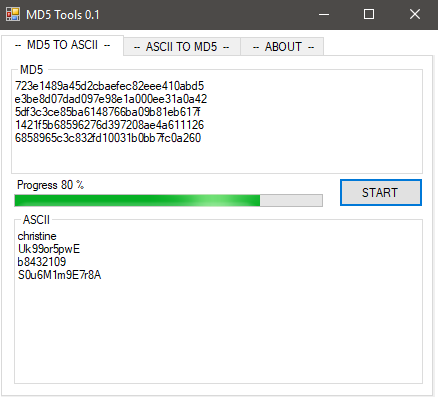 MD5 Tools 0.1
-- MD5 TO ASCII -- -- ASCII TO MD5 -- -- ABOUT --
MD5
723e1489a45d2cbaefec82eee410abd5
e3be8d07dad097e98e1a000ee31a0a42
5df3c3ce85ba6148766ba09b81eb617f
1421f5b68596276d397208ae4a611126
6858965c3c832fd10031b0bb7fc0a260
Progress 80 %
START
ASCII
christine
Uk99or5pwE
b8432109
S0u6M1m9E7r8A